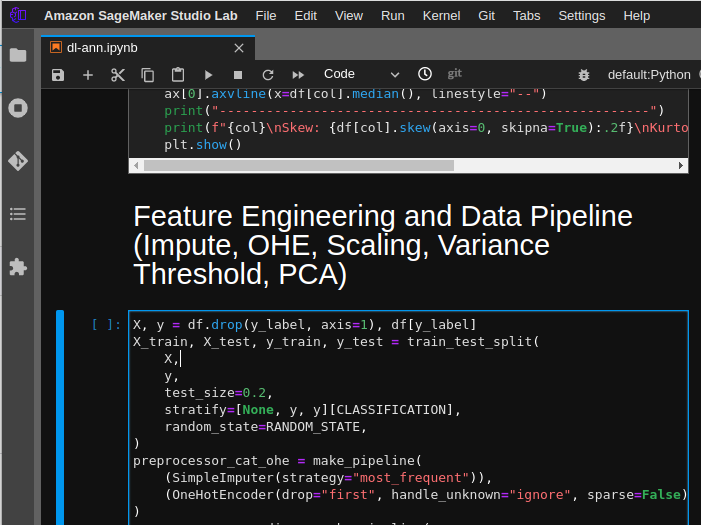 Amazon SageMaker Studio Lab File Edit View Run Kernel Git Tabs Settings Help
dl-ann.ipynb
Code git default:Python
ax[0].axvline(x=df[col].median(), linestyle="--")
print("-------------------------------------------------------")
print(f"{col}\nSkew: {df[col].skew(axis=0, skipna=True):.2f}\nKurto
plt.show()
Feature Engineering and Data Pipeline
(Impute, OHE, Scaling, Variance
Threshold, PCA)
[ ]: X, y = df.drop(y_label, axis=1), df[y_label]
X_train, X_test, y_train, y_test = train_test_split(
X,
y,
test_size=0.2,
stratify=[None, y, y][CLASSIFICATION],
random_state=RANDOM_STATE,
)
preprocessor_cat_ohe = make_pipeline(
(SimpleImputer(strategy="most_frequent")),
(OneHotEncoder(drop="first", handle_unknown="ignore", sparse=False)
)